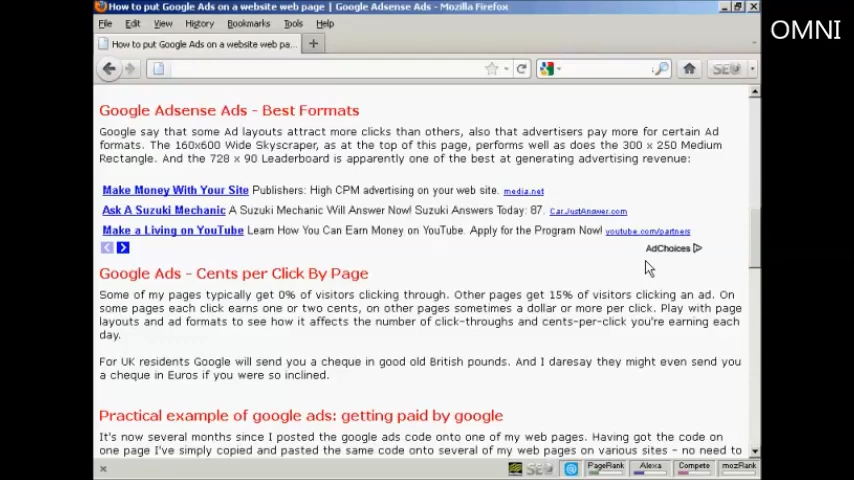 How to put Google Ads on a website web page | Google Adsense Ads - Mozilla Firefox
OMNI
File Edit View History Bookmarks Tools Help
How to put Google Ads on a website web pa...
SEO
Google Adsense Ads - Best Formats
Google say that some Ad layouts attract more clicks than others, also that advertisers pay more for certain Ad
formats. The 160x600 Wide Skyscraper, as at the top of this page, performs well as does the 300 x 250 Medium
Rectangle. And the 728 x 90 Leaderboard is apparently one of the best at generating advertising revenue:
Make Money With Your Site Publishers: High CPM advertising on your web site. media.net
Ask A Suzuki Mechanic A Suzuki Mechanic Will Answer Now! Suzuki Answers Today: 87. Car.JustAnswer.com
Make a Living on YouTube Learn How You Can Earn Money on YouTube. Apply for the Program Now! youtube.com/partners
AdChoices
Google Ads - Cents per Click By Page
Some of my pages typically get 0% of visitors clicking through. Other pages get 15% of visitors clicking an ad. On
some pages each click earns one or two cents, on other pages sometimes a dollar or more per click. Play with page
layouts and ad formats to see how it affects the number of click-throughs and cents-per-click you're earning each
day.
For UK residents Google will send you a cheque in good old British pounds. And I daresay they might even send you
a cheque in Euros if you were so inclined.
Practical example of google ads: getting paid by google
It's now several months since I posted the google ads code onto one of my web pages. Having got the code on
one page I've simply copied and pasted the same code onto several of my web pages on various sites - no need to
SEO PageRank Alexa Compete mozRank